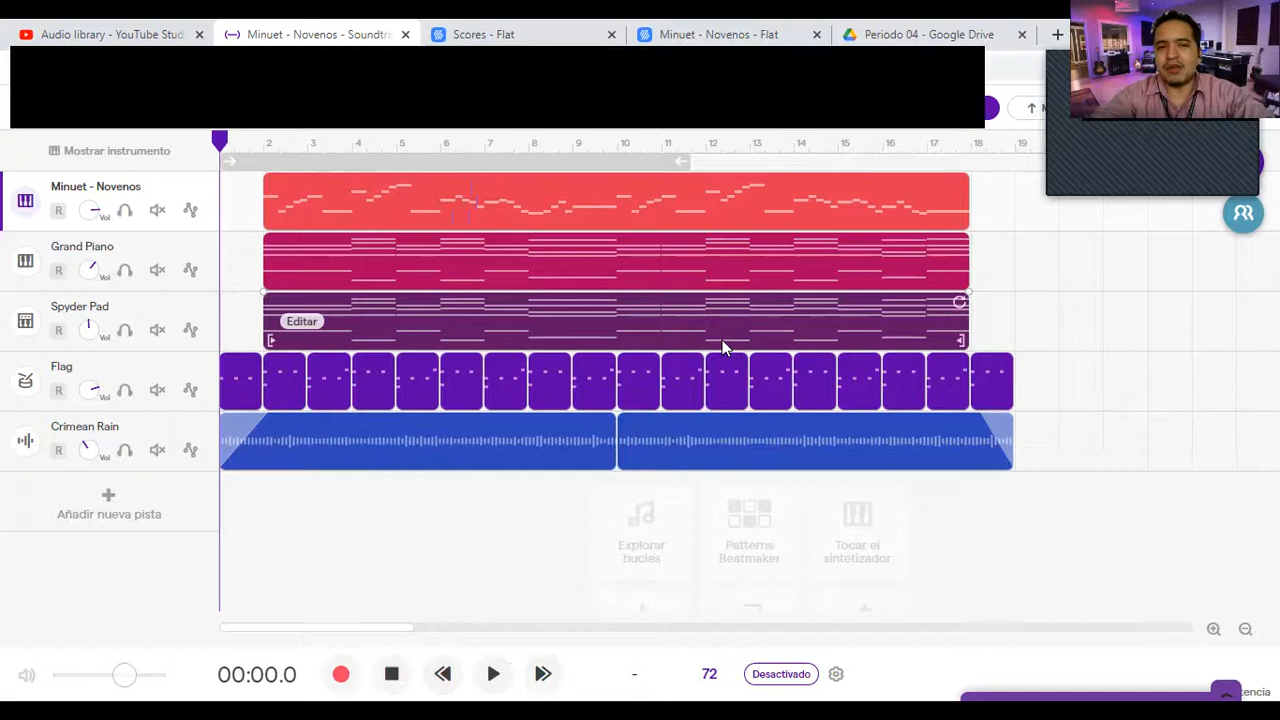 Audio library - YouTube Stud
Minuet - Novenos - Soundtra
Scores - Flat
Minuet - Novenos - Flat
Periodo 04 - Google Drive
Mostrar instrumento
2 3 4 5 6 7 8 9 10 11 12 13 14 15 16 17 18 19
Minuet - Novenos
R Vol
Grand Piano
R Vol
Spyder Pad
R Vol
Editar
Flag
R Vol
Crimean Rain
R Vol
Añadir nueva pista
Explorar bucles
Patterns Beatmaker
Tocar el sintetizador
00:00.0
-
72
Desactivado